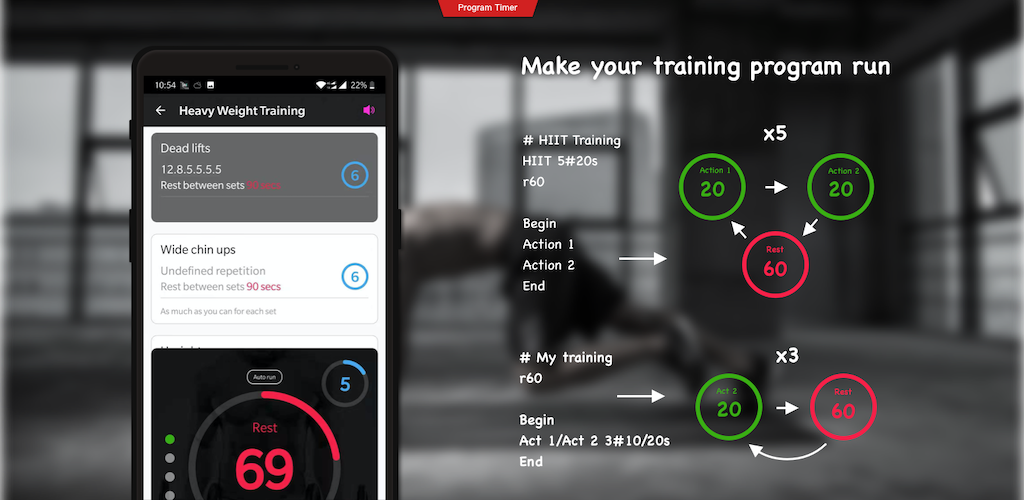 Program Timer
10:54
22%
Heavy Weight Training
Dead lifts
12.8.5.5.5.5
Rest between sets 90 secs
6
Wide chin ups
Undefined repetition
Rest between sets 90 secs
6
As much as you can for each set
Auto run
5
Rest
69
Make your training program run
# HIIT Training
HIIT 5#20s
r60
Begin
Action 1
Action 2
End
x5
Action 1
20
Action 2
20
Rest
60
# My training
r60
Begin
Act 1/Act 2 3#10/20s
End
x3
Act 2
20
Rest
60